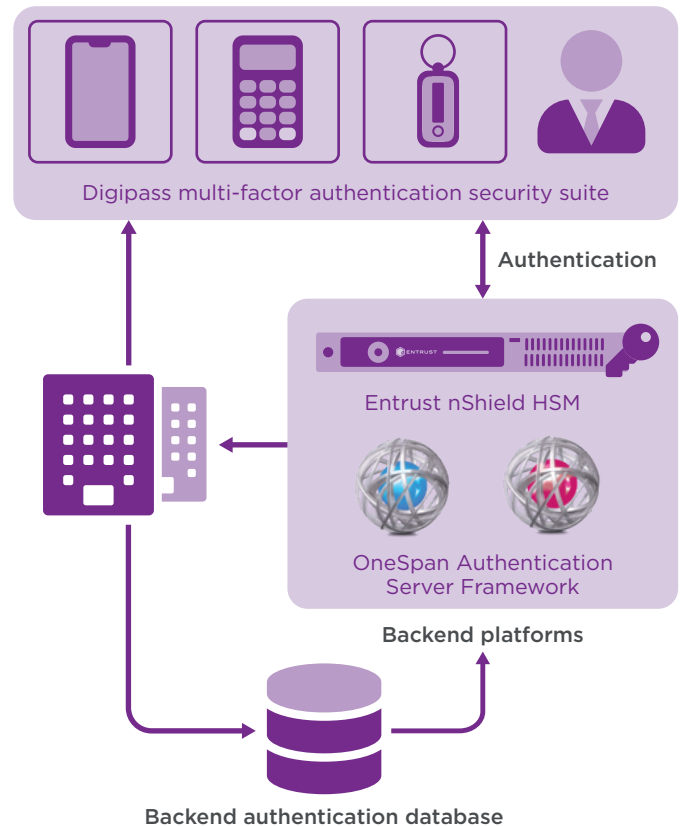 Digipass multi-factor authentication security suite
Authentication
ENTRUST
Entrust nShield HSM
OneSpan Authentication
Server Framework
Backend platforms
Backend authentication database